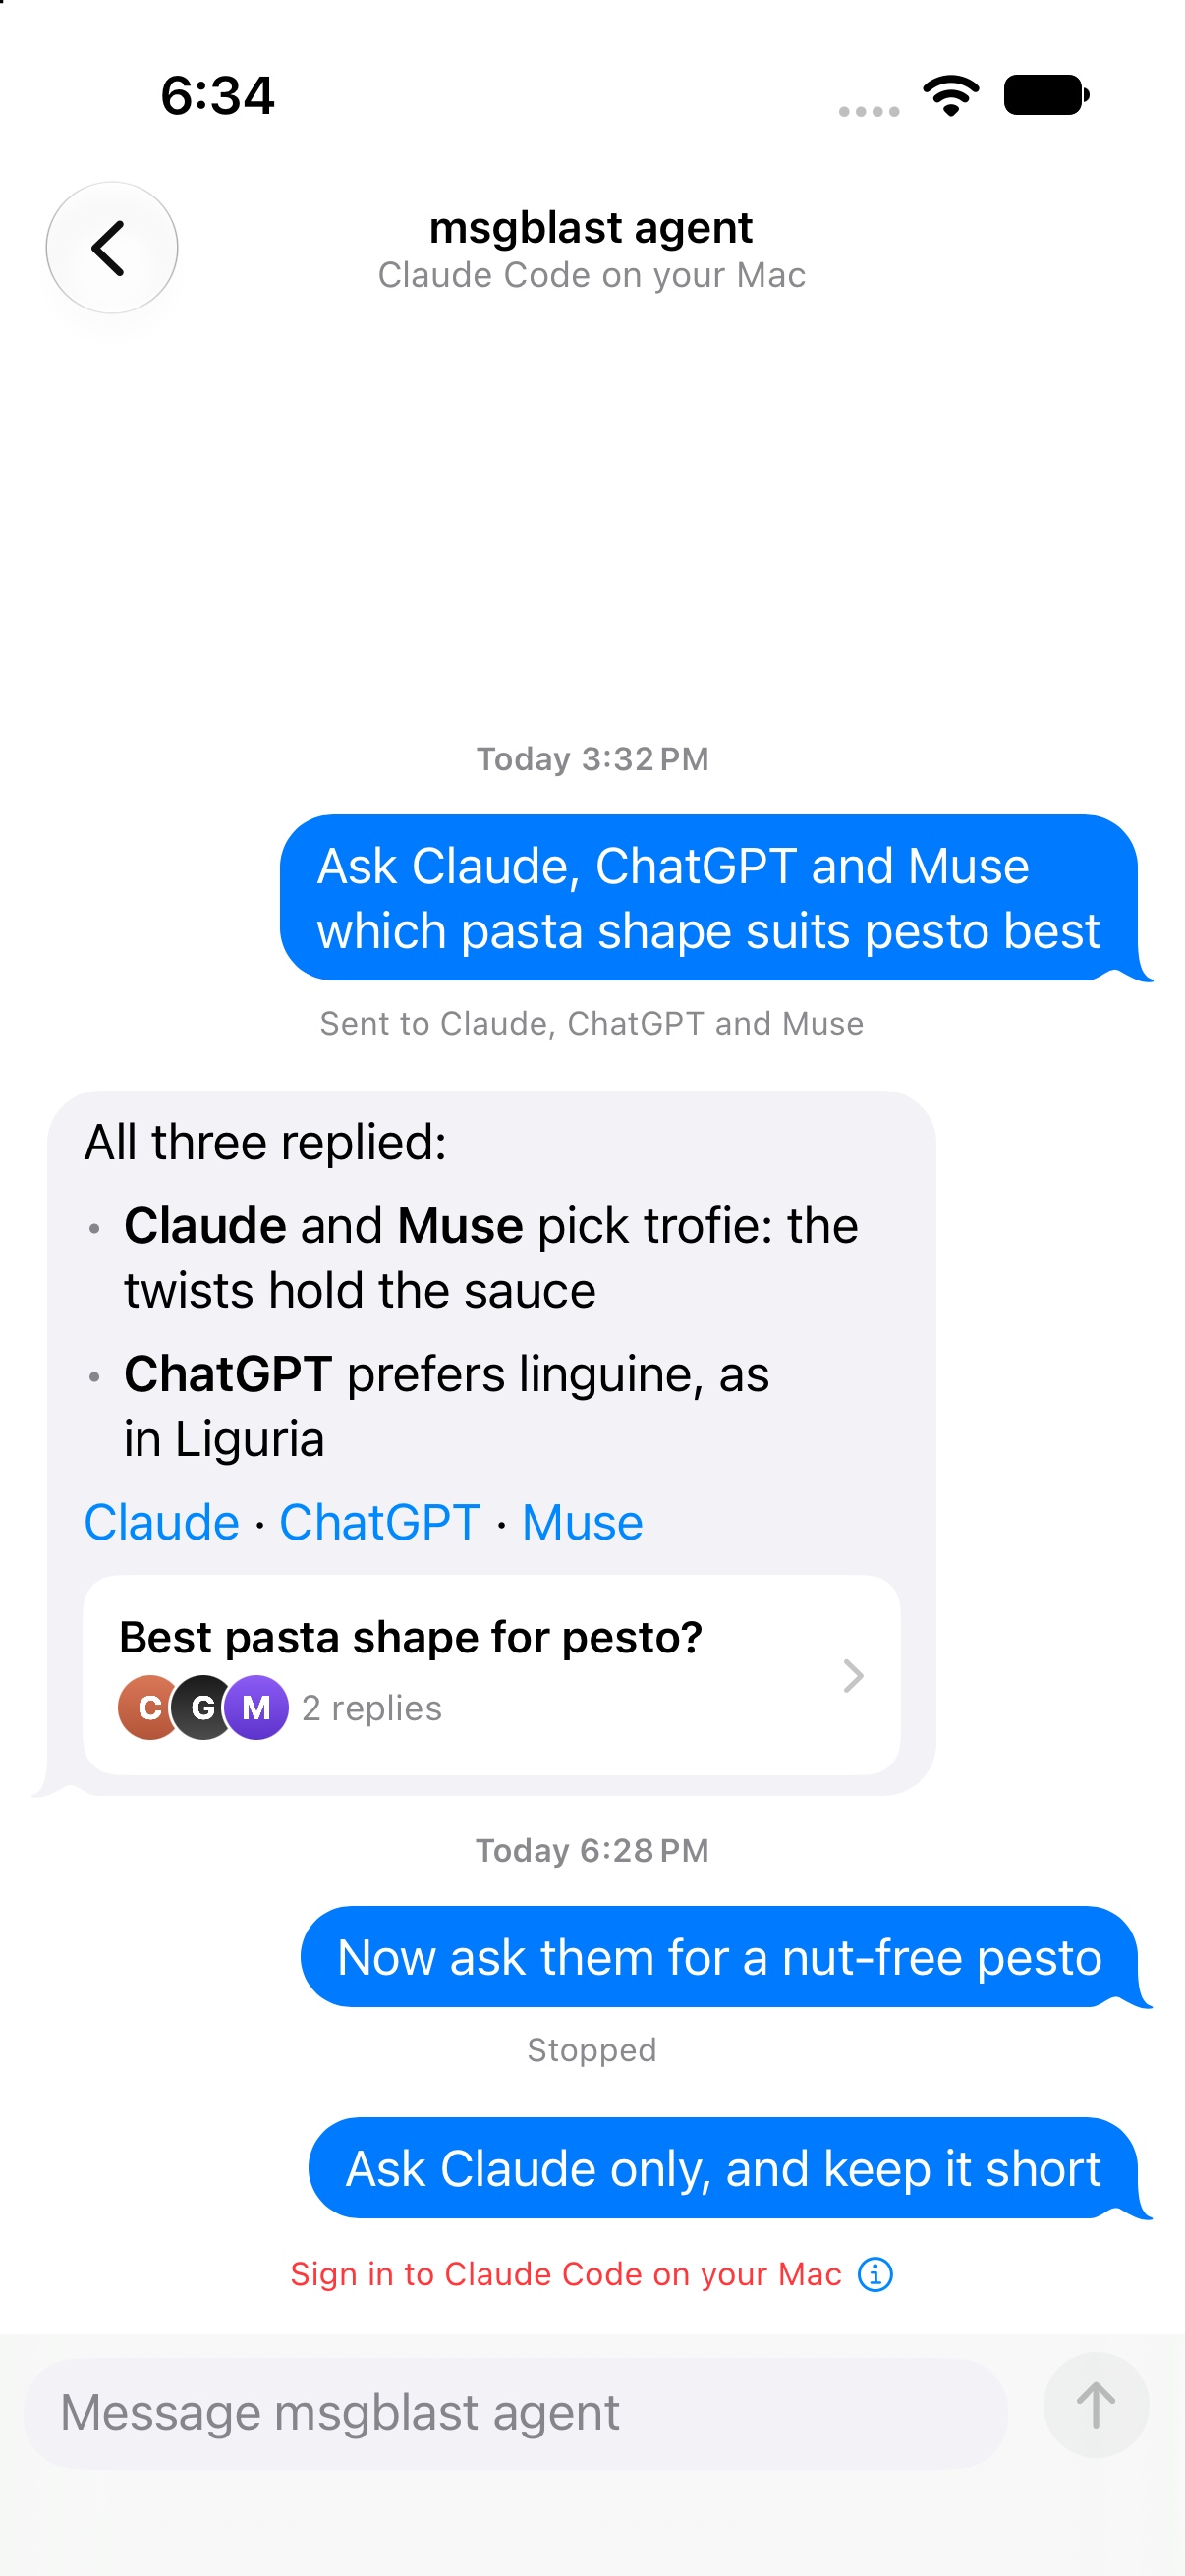 6:34
msgblast agent
Claude Code on your Mac
Today 3:32 PM
Ask Claude, ChatGPT and Muse
which pasta shape suits pesto best
Sent to Claude, ChatGPT and Muse
All three replied:
• Claude and Muse pick trofie: the
twists hold the sauce
• ChatGPT prefers linguine, as
in Liguria
Claude · ChatGPT · Muse
Best pasta shape for pesto?
C G M 2 replies
Today 6:28 PM
Now ask them for a nut-free pesto
Stopped
Ask Claude only, and keep it short
Sign in to Claude Code on your Mac
Message msgblast agent